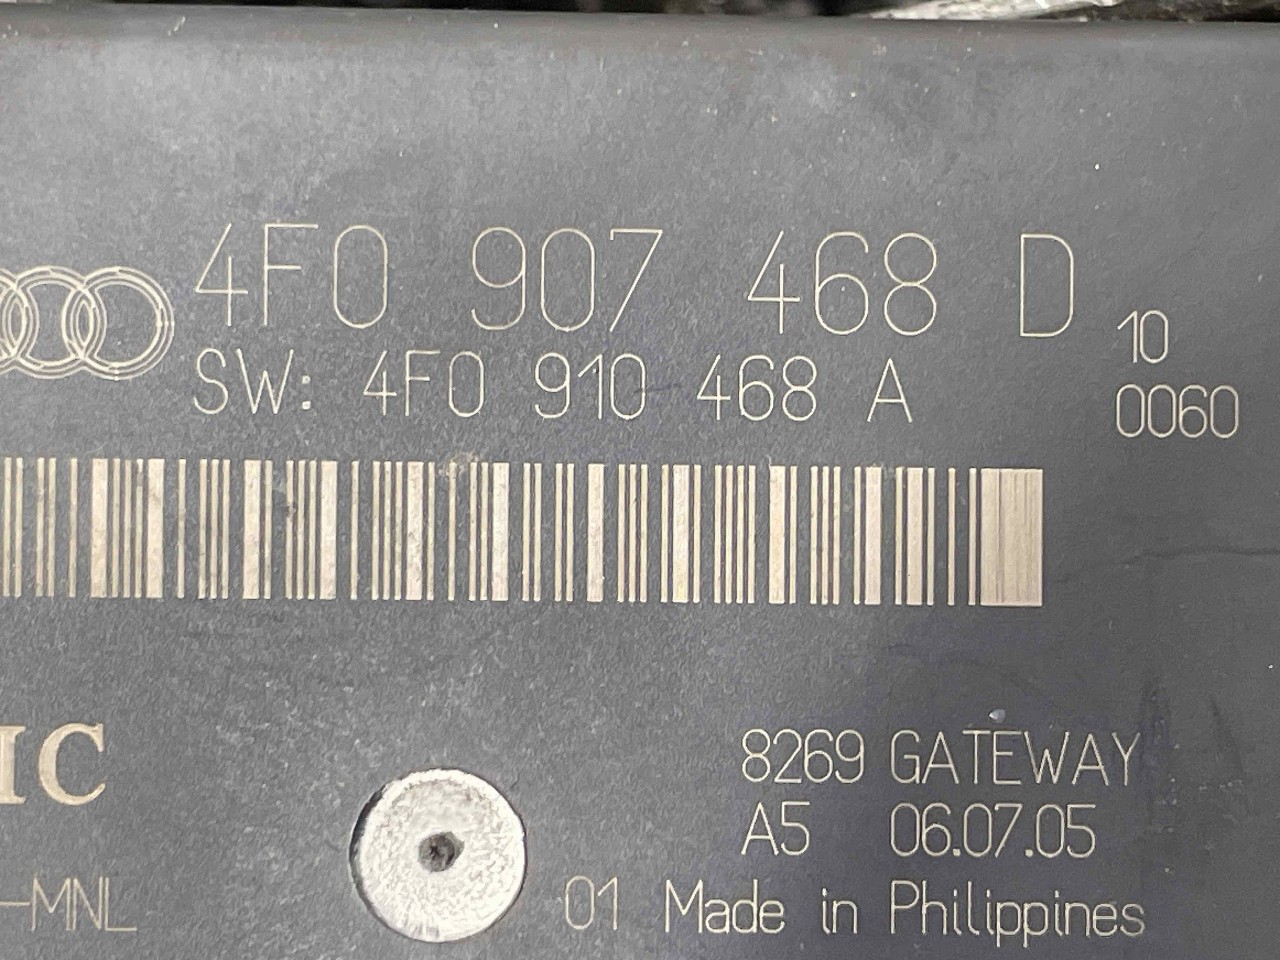 4F0 907 468 D
10
SW: 4F0 910 468 A
0060
IC
8269 GATEWAY
A5 06.07.05
-MNL
01 Made in Philippines